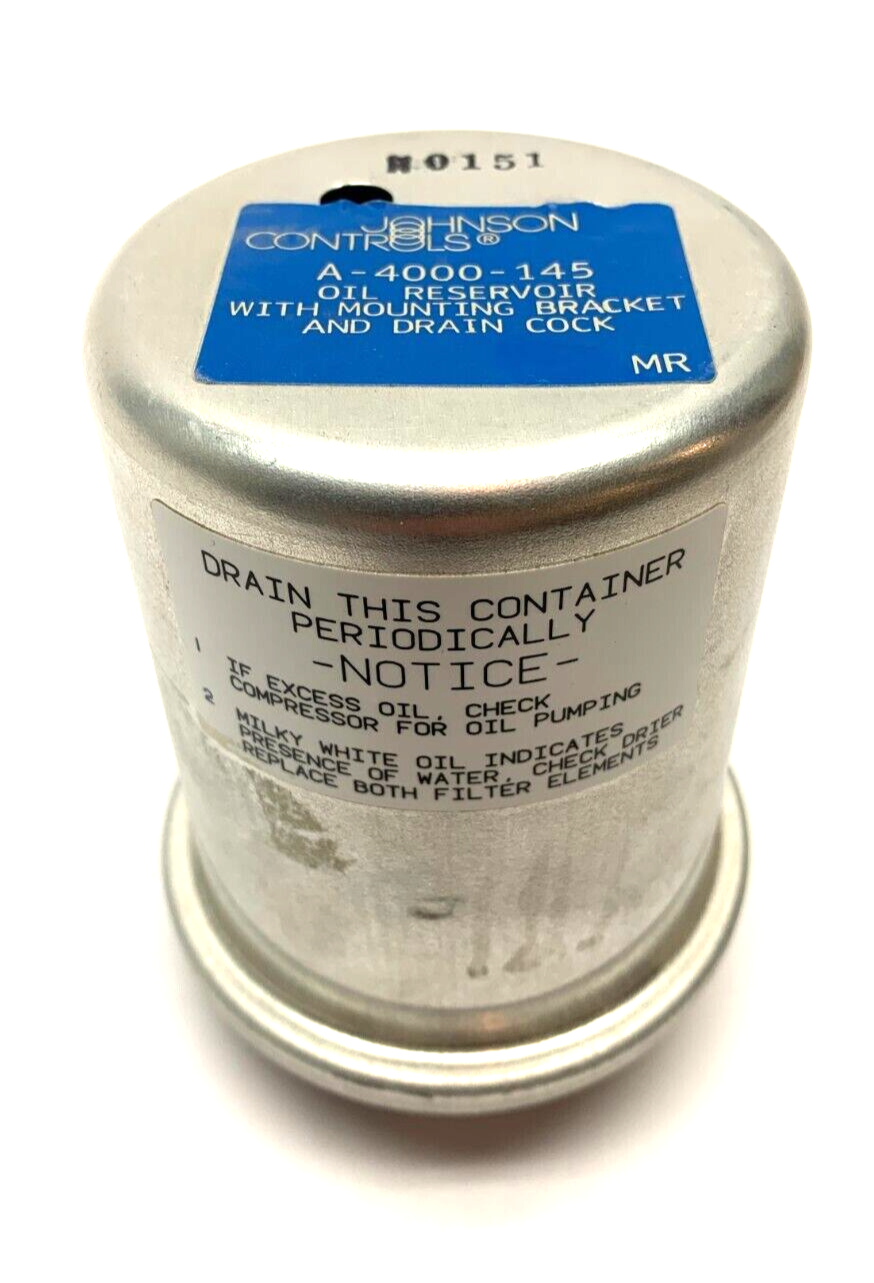 N0151
JOHNSON
CONTROLS®
A-4000-145
OIL RESERVOIR
WITH MOUNTING BRACKET
AND DRAIN COCK
MR
DRAIN THIS CONTAINER
PERIODICALLY
-NOTICE-
1 IF EXCESS OIL, CHECK
COMPRESSOR FOR OIL PUMPING
2 MILKY WHITE OIL INDICATES
PRESENCE OF WATER, CHECK DRIER
REPLACE BOTH FILTER ELEMENTS